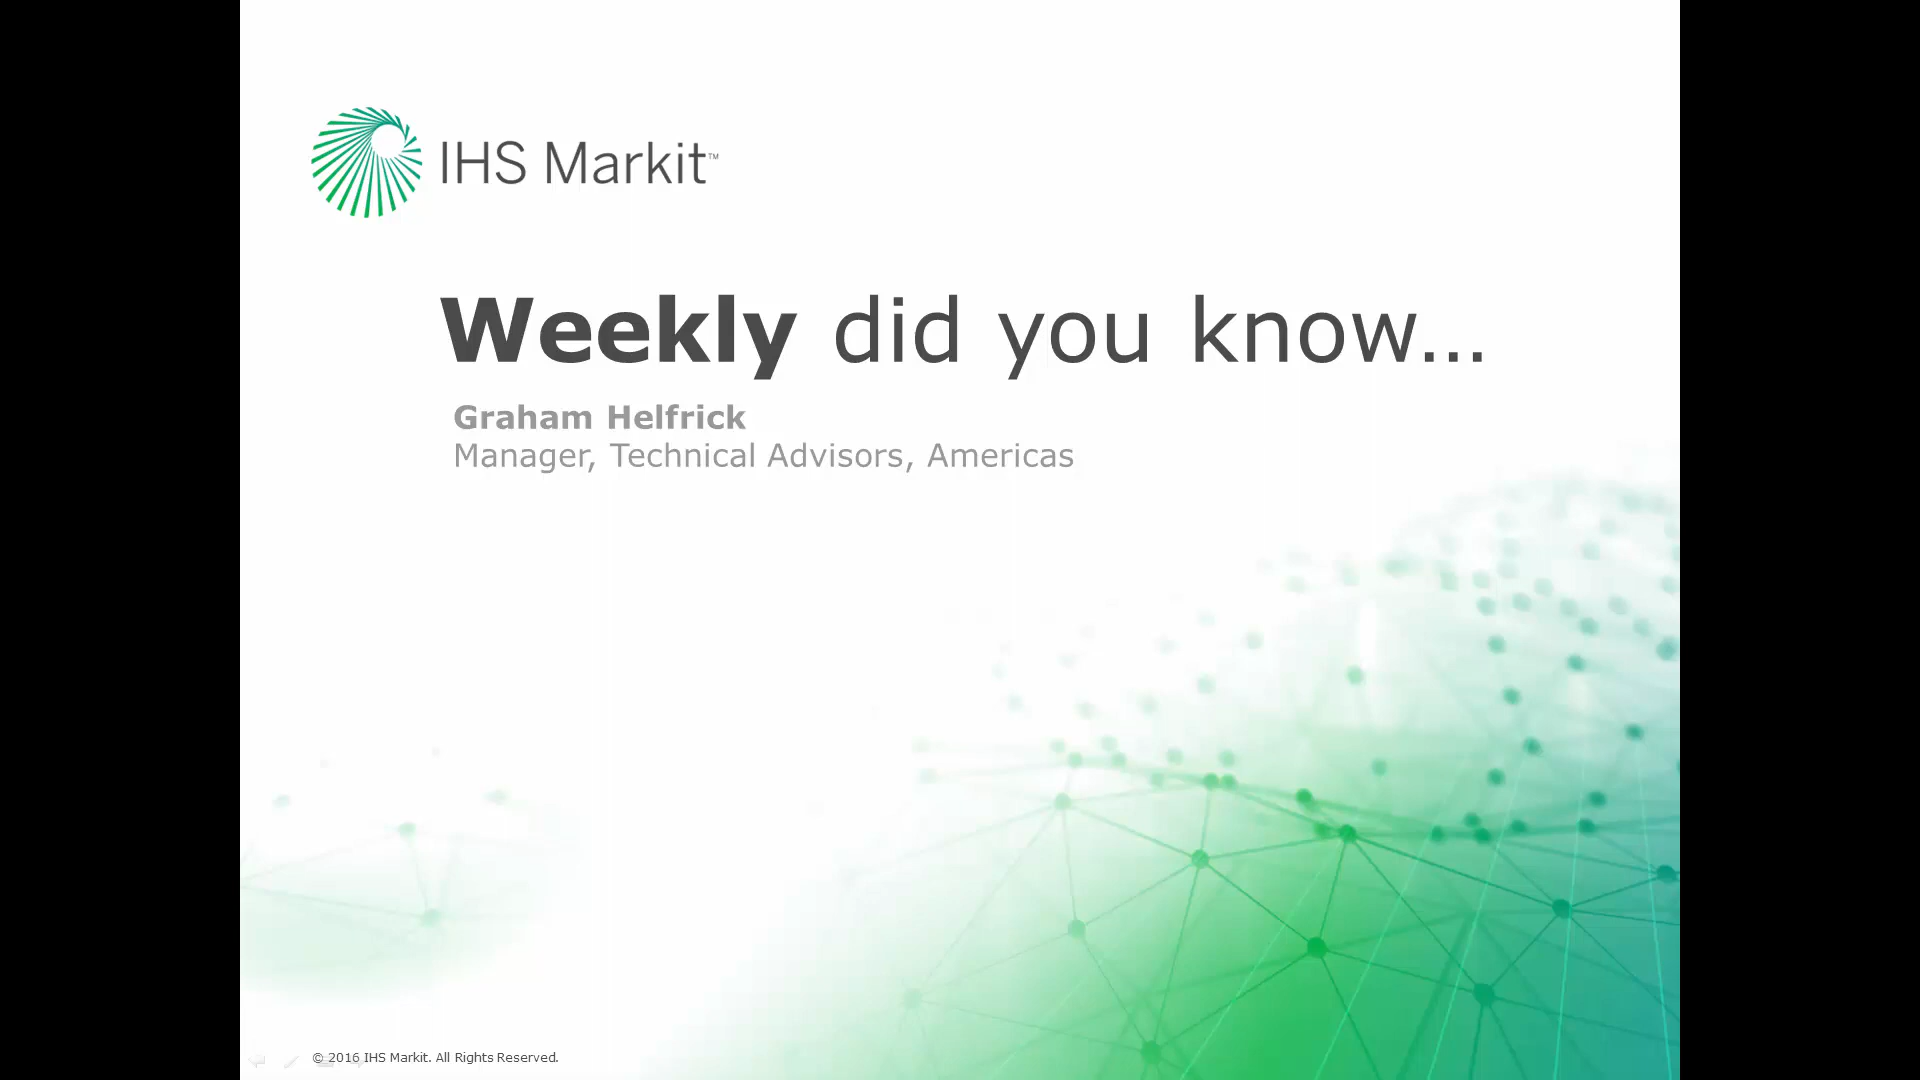 IHS Markit™
Weekly did you know...
Graham Helfrick
Manager, Technical Advisors, Americas
© 2016 IHS Markit. All Rights Reserved.